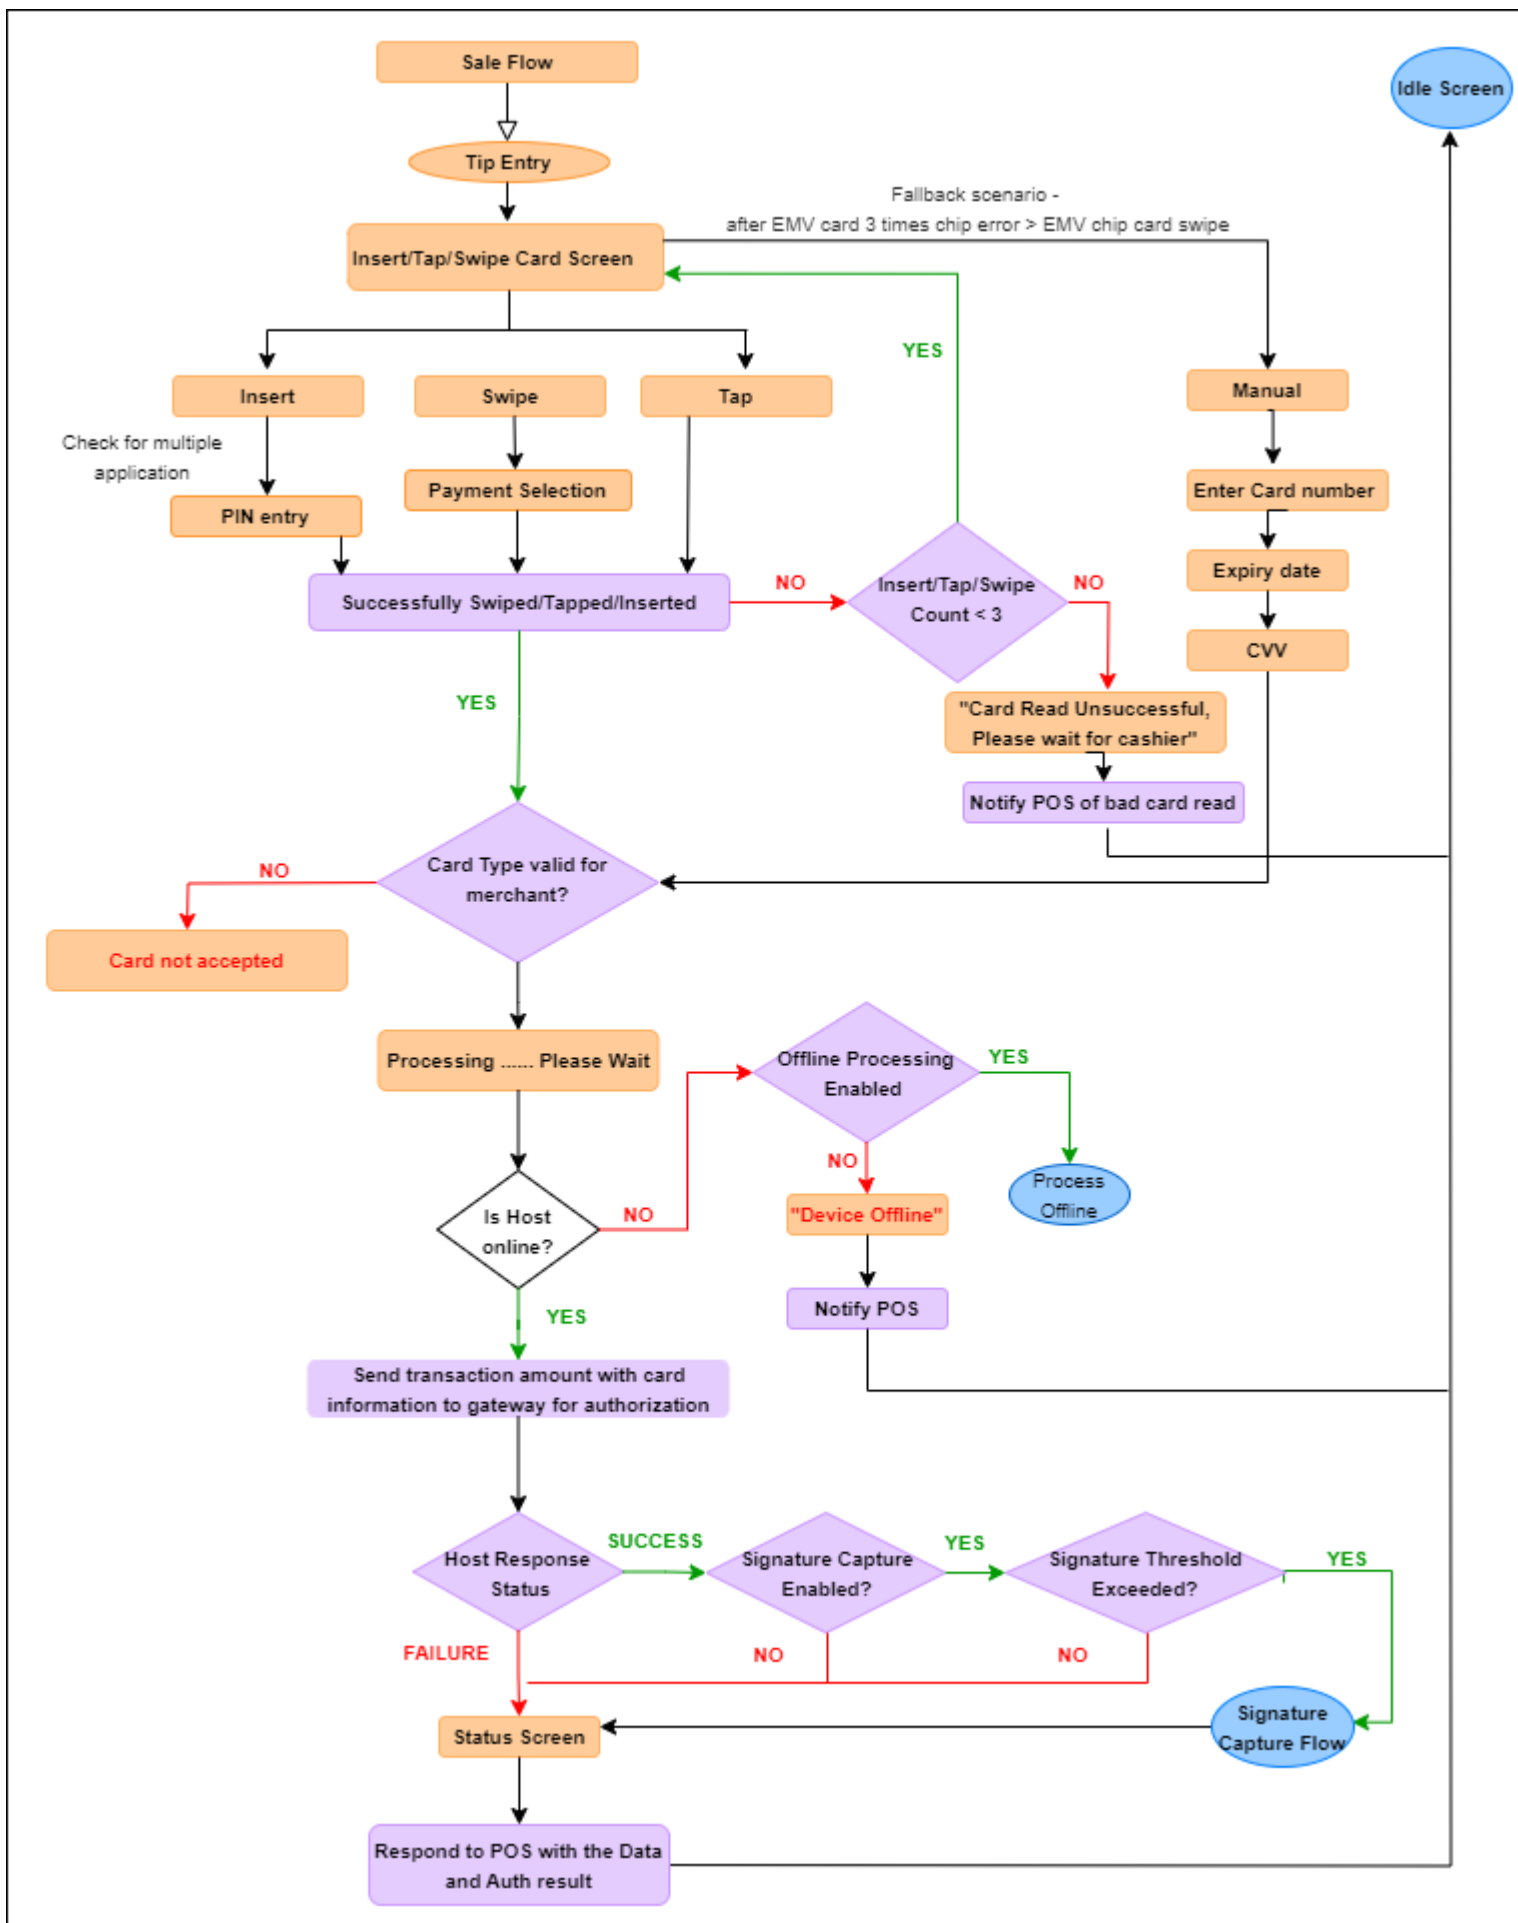 Sale Flow
Idle Screen
Tip Entry
Fallback scenario -
after EMV card 3 times chip error > EMV chip card swipe
Insert/Tap/Swipe Card Screen
YES
Insert
Swipe
Tap
Manual
Check for multiple
application
Payment Selection
Enter Card number
PIN entry
Expiry date
Successfully Swiped/Tapped/Inserted
NO
Insert/Tap/Swipe
Count < 3
NO
CVV
YES
"Card Read Unsuccessful,
Please wait for cashier"
Notify POS of bad card read
Card Type valid for
merchant?
NO
Card not accepted
Processing ...... Please Wait
Offline Processing
Enabled
YES
NO
Process
Offline
Is Host
online?
NO
"Device Offline"
YES
Notify POS
Send transaction amount with card
information to gateway for authorization
Host Response
Status
SUCCESS
Signature Capture
Enabled?
YES
Signature Threshold
Exceeded?
YES
FAILURE
NO
NO
Status Screen
Signature
Capture Flow
Respond to POS with the Data
and Auth result